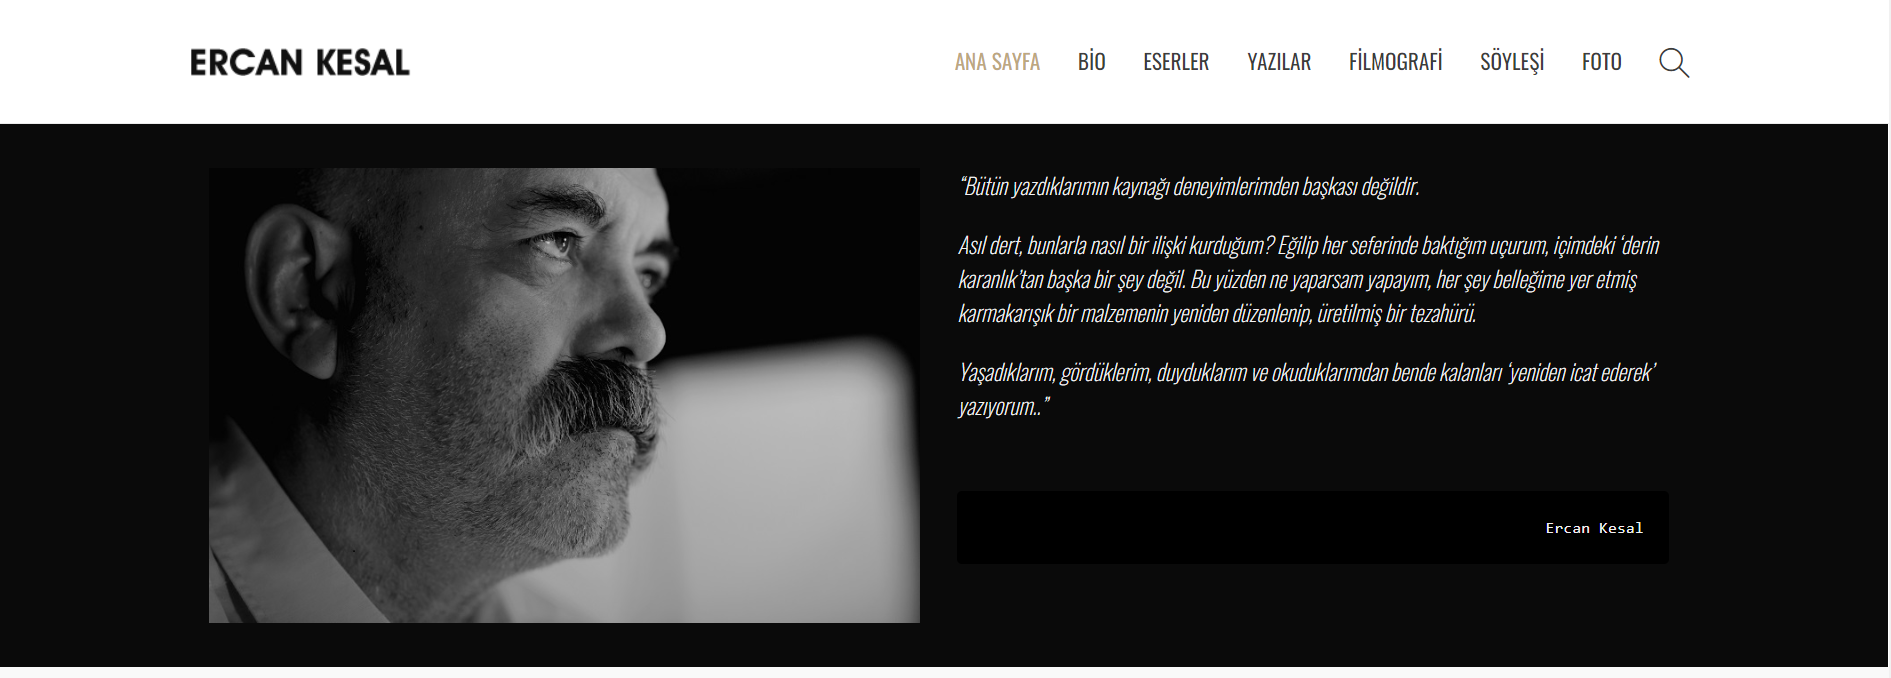 ERCAN KESAL
ANA SAYFA BİO ESERLER YAZILAR FİLMOGRAFİ SÖYLEŞİ FOTO
“Bütün yazdıklarımın kaynağı deneyimlerimden başkası değildir.
Asıl dert, bunlarla nasıl bir ilişki kurduğum? Eğilip her seferinde baktığım uçurum, içimdeki ‘derin
karanlık’tan başka bir şey değil. Bu yüzden ne yaparsam yapayım, her şey belleğime yer etmiş
karmakarışık bir malzemenin yeniden düzenlenip, üretilmiş bir tezahürü.
Yaşadıklarım, gördüklerim, duyduklarım ve okuduklarımdan bende kalanları ‘yeniden icat ederek’
yazıyorum..”
Ercan Kesal